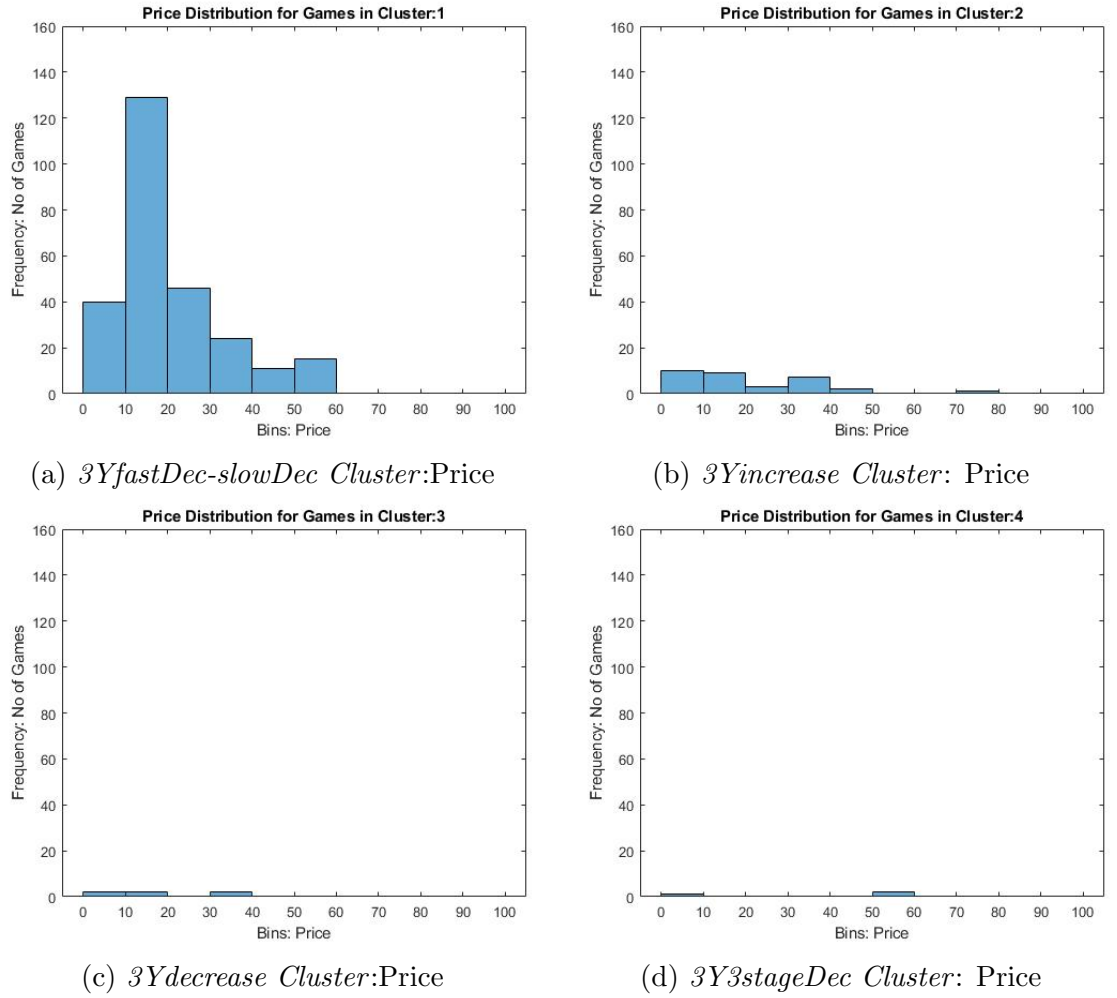 Price Distribution for Games in Cluster:1
160
140
120
100
80
60
40
20
0
Frequency: No of Games
0 10 20 30 40 50 60 70 80 90 100
Bins: Price
(a) 3YfastDec-slowDec Cluster:Price
Price Distribution for Games in Cluster:2
160
140
120
100
80
60
40
20
0
Frequency: No of Games
0 10 20 30 40 50 60 70 80 90 100
Bins: Price
(b) 3Yincrease Cluster: Price
Price Distribution for Games in Cluster:3
160
140
120
100
80
60
40
20
0
Frequency: No of Games
0 10 20 30 40 50 60 70 80 90 100
Bins: Price
(c) 3Ydecrease Cluster:Price
Price Distribution for Games in Cluster:4
160
140
120
100
80
60
40
20
0
Frequency: No of Games
0 10 20 30 40 50 60 70 80 90 100
Bins: Price
(d) 3Y3stageDec Cluster: Price